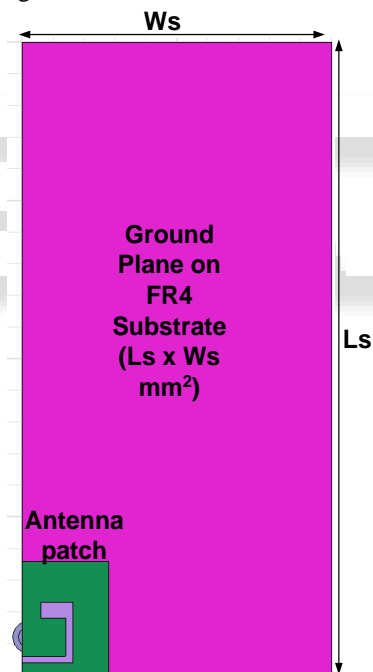 Ws
Ground
Plane on
FR4
Substrate
(Ls x Ws
mm²)
Ls
Antenna
patch